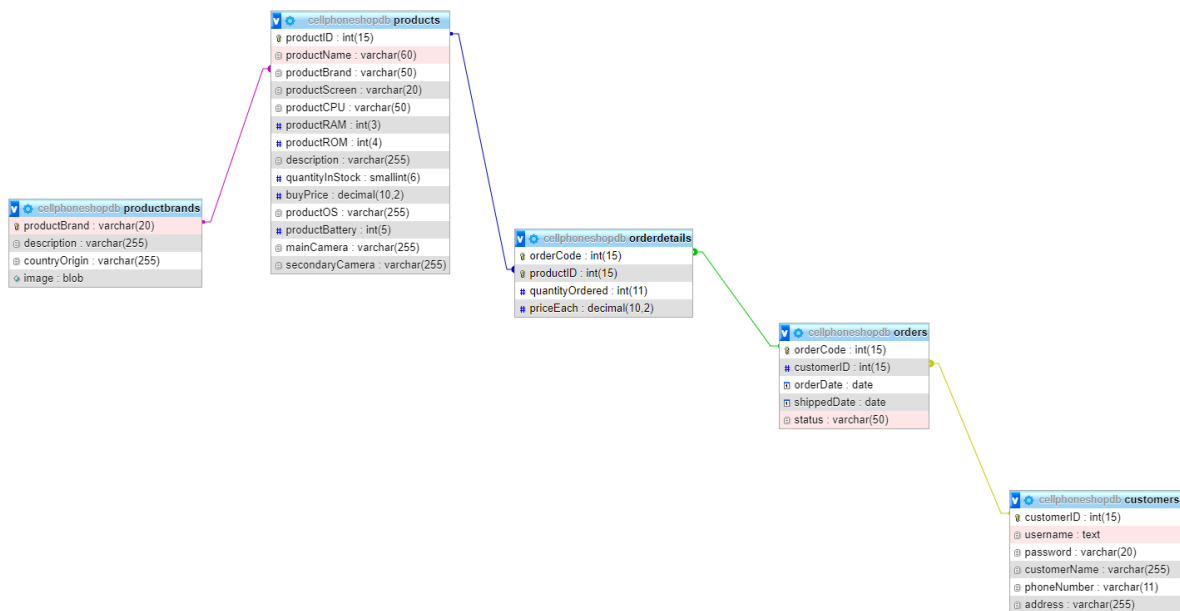 cellphoneshopdb products
productID : int(15)
productName : varchar(60)
productBrand : varchar(50)
productScreen : varchar(20)
productCPU : varchar(50)
# productRAM : int(3)
# productROM : int(4)
description : varchar(255)
# quantityInStock : smallint(6)
# buyPrice : decimal(10,2)
productOS : varchar(255)
# productBattery : int(5)
mainCamera : varchar(255)
secondaryCamera : varchar(255)
cellphoneshopdb productbrands
productBrand : varchar(20)
description : varchar(255)
countryOrigin : varchar(255)
image : blob
cellphoneshopdb orderdetails
orderCode : int(15)
productID : int(15)
# quantityOrdered : int(11)
# priceEach : decimal(10,2)
cellphoneshopdb orders
orderCode : int(15)
# customerID : int(15)
orderDate : date
shippedDate : date
status : varchar(50)
cellphoneshopdb customers
customerID : int(15)
username : text
password : varchar(20)
customerName : varchar(255)
phoneNumber : varchar(11)
address : varchar(255)